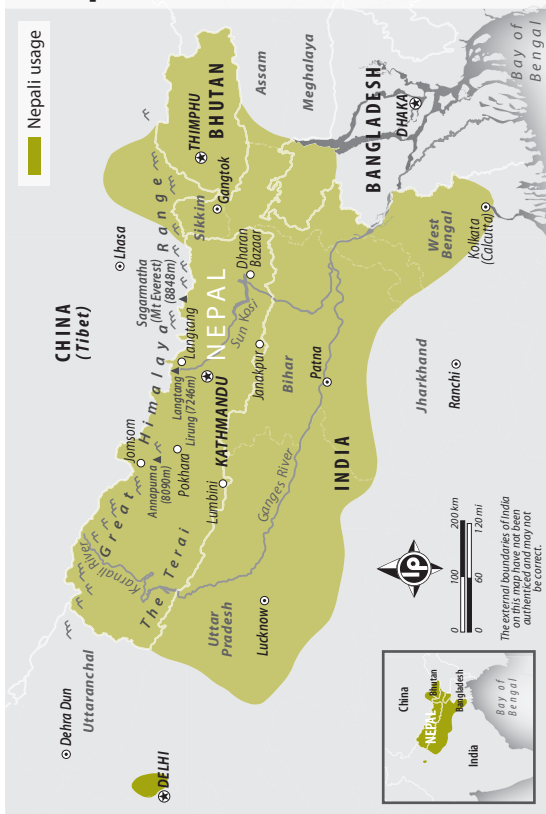 Nepali usage
CHINA
(Tibet)
Lhasa
Dehra Dun
Uttaranchal
DELHI
Karnali River
Great Himalaya Range
Jomsom
Annapurna
(8090m)
Pokhara
Langtang
Lirung (7246m)
Langtang
Sagarmatha
(Mt Everest)
(8848m)
NEPAL
KATHMANDU
Lumbini
The Terai
Sun Kosi
Dharan
Bazaar
Janakpur
Sikkim
Gangtok
THIMPHU
BHUTAN
Assam
Meghalaya
BANGLADESH
DHAKA
Bay of
Bengal
Uttar
Pradesh
Lucknow
Ganges River
Bihar
Patna
INDIA
Jharkhand
Ranchi
West
Bengal
Kolkata
(Calcutta)
lp
0 100 200 km
0 60 120 mi
The external boundaries of India
on this map have not been
authenticated and may not
be correct.
China
NEPAL
Bhutan
Bangladesh
India
Bay of
Bengal